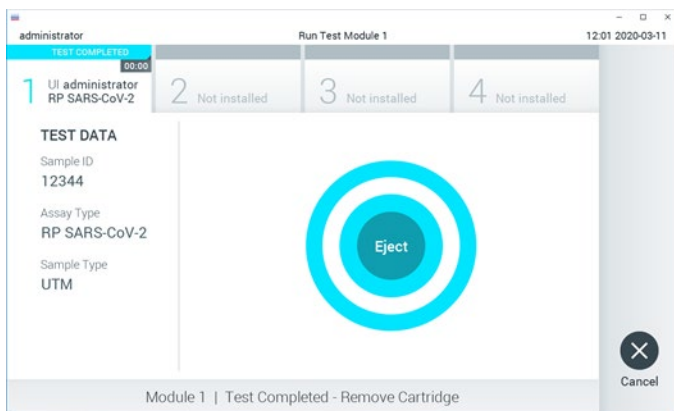 administrator Run Test Module 1 12:01 2020-03-11
TEST COMPLETED
00:00
1 UI administrator
RP SARS-CoV-2
2 Not installed
3 Not installed
4 Not installed
TEST DATA
Sample ID
12344
Assay Type
RP SARS-CoV-2
Sample Type
UTM
Eject
Cancel
Module 1 | Test Completed - Remove Cartridge